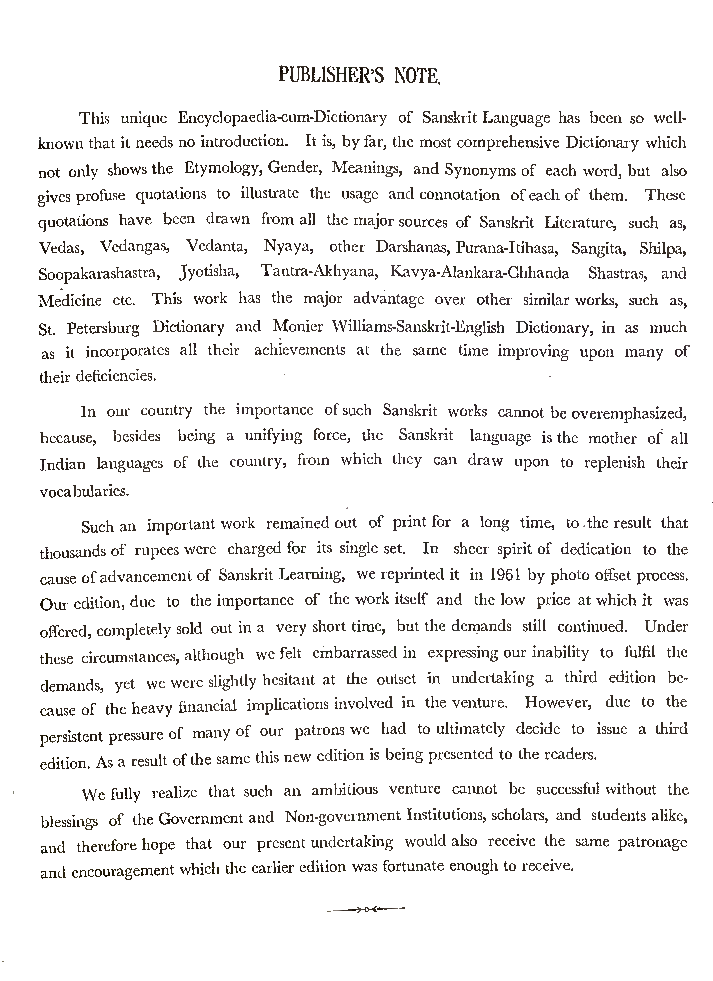 PUBLISHER'S NOTE.
This unique Encyclopaedia-cum-Dictionary of Sanskrit Language has been so well-
known that it needs no introduction. It is, by far, the most comprehensive Dictionary which
not only shows the Etymology, Gender, Meanings, and Synonyms of each word, but also
gives profuse quotations to illustrate the usage and connotation of each of them. These
quotations have been drawn from all the major sources of Sanskrit Literature, such as,
Vedas, Vedangas, Vedanta, Nyaya, other Darshanas, Purana-Itihasa, Sangita, Shilpa,
Soopakarashastra, Jyotisha, Tantra-Akhyana, Kavya-Alankara-Chhanda Shastras, and
Medicine etc. This work has the major advantage over other similar works, such as,
St. Petersburg Dictionary and Monier Williams-Sanskrit-English Dictionary, in as much
as it incorporates all their achievements at the same time improving upon many of
their deficiencies.
In our country the importance of such Sanskrit works cannot be overemphasized,
because, besides being a unifying force, the Sanskrit language is the mother of all
Indian languages of the country, from which they can draw upon to replenish their
vocabularies.
Such an important work remained out of print for a long time, to the result that
thousands of rupees were charged for its single set. In sheer spirit of dedication to the
cause of advancement of Sanskrit Learning, we reprinted it in 1961 by photo offset process.
Our edition, due to the importance of the work itself and the low price at which it was
offered, completely sold out in a very short time, but the demands still continued. Under
these circumstances, although we felt embarrassed in expressing our inability to fulfil the
demands, yet we were slightly hesitant at the outset in undertaking a third edition be-
cause of the heavy financial implications involved in the venture. However, due to the
persistent pressure of many of our patrons we had to ultimately decide to issue a third
edition. As a result of the same this new edition is being presented to the readers.
We fully realize that such an ambitious venture cannot be successful without the
blessings of the Government and Non-government Institutions, scholars, and students alike,
and therefore hope that our present undertaking would also receive the same patronage
and encouragement which the earlier edition was fortunate enough to receive.